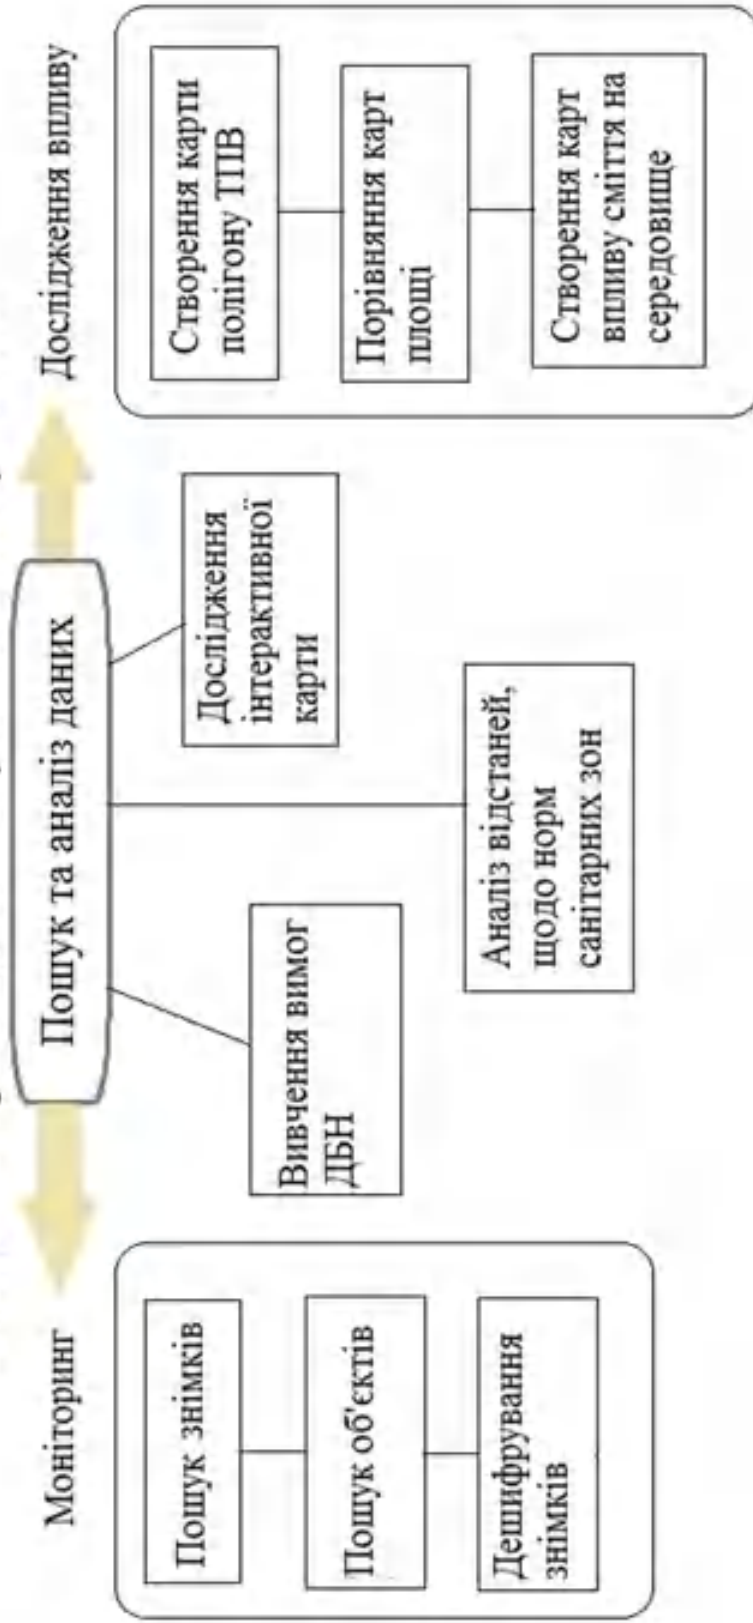 Моніторинг
Пошук та аналіз даних
Дослідження впливу
Пошук знімків
Пошук об'єктів
Дешифрування
знімків
Вивчення вимог
ДБН
Аналіз відстаней,
щодо норм
санітарних зон
Дослідження
інтерактивної
карти
Створення карти
полігону ТПВ
Порівняння карт
площі
Створення карт
впливу сміття на
середовище